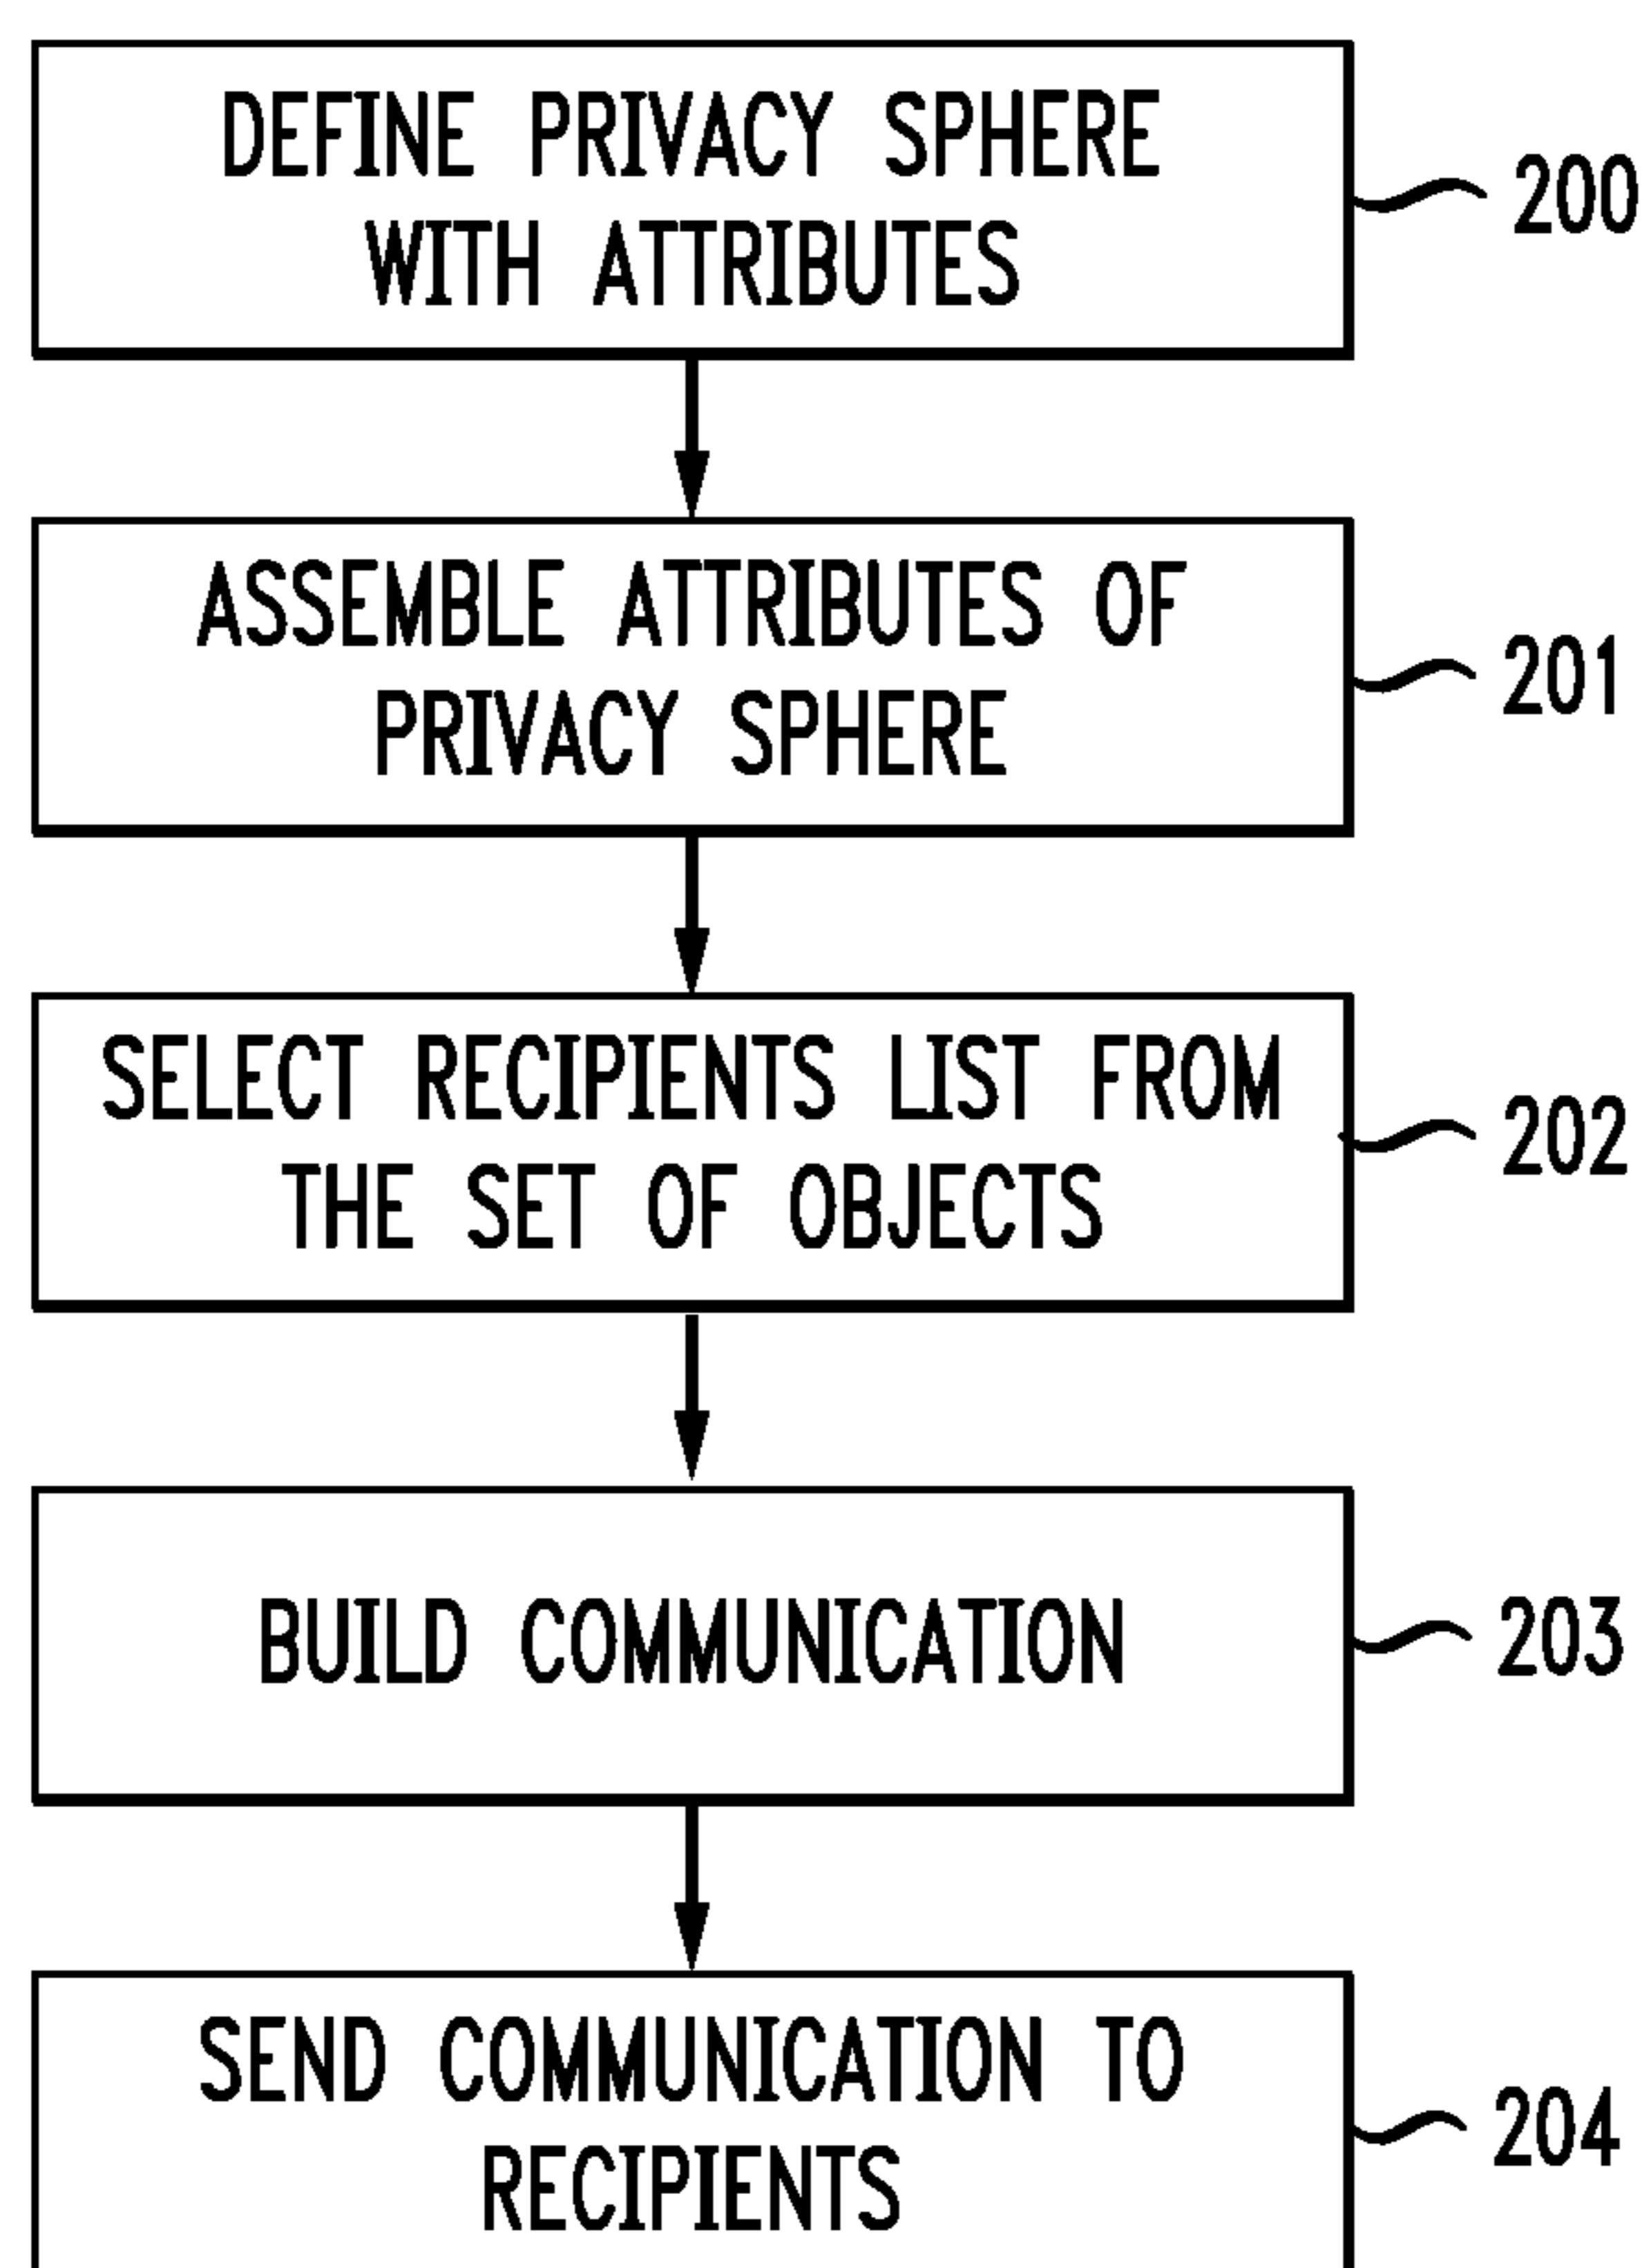 DEFINE PRIVACY SPHERE
WITH ATTRIBUTES
200
ASSEMBLE ATTRIBUTES OF
PRIVACY SPHERE
201
SELECT RECIPIENTS LIST FROM
THE SET OF OBJECTS
202
BUILD COMMUNICATION
203
SEND COMMUNICATION TO
RECIPIENTS
204